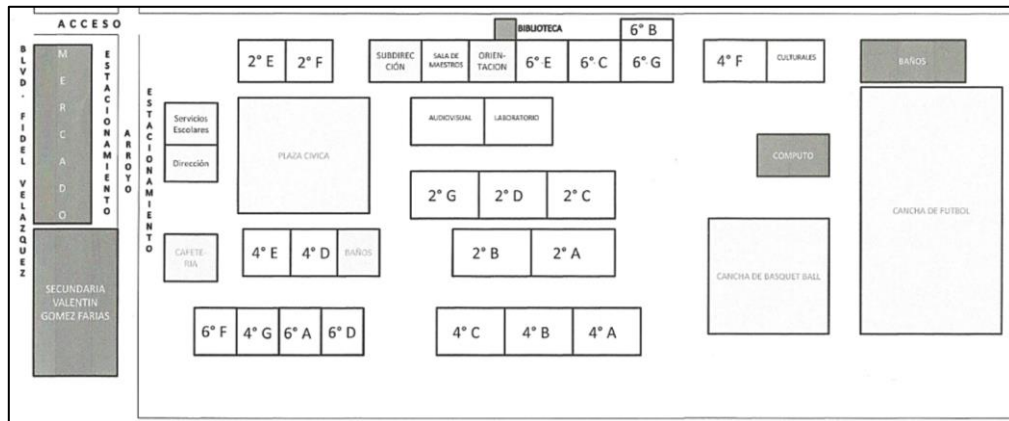 ACCESO
BLVD. FIDEL VELAZQUEZ
MERCADO
ESTACIONAMIENTO
ARROYO
ESTACIONAMIENTO
SECUNDARIA
VALENTIN
GOMEZ FARIAS
BIBLIOTECA
6° B
2° E
2° F
SUBDIREC
CIÓN
SALA DE
MAESTROS
ORIEN-
TACION
6° E
6° C
6° G
4° F
CULTURALES
BAÑOS
Servicios
Escolares
Dirección
PLAZA CIVICA
AUDIOVISUAL
LABORATORIO
COMPUTO
2° G
2° D
2° C
CANCHA DE FUTBOL
CAFETE-
RIA
4° E
4° D
BAÑOS
2° B
2° A
CANCHA DE BASQUET BALL
6° F
4° G
6° A
6° D
4° C
4° B
4° A